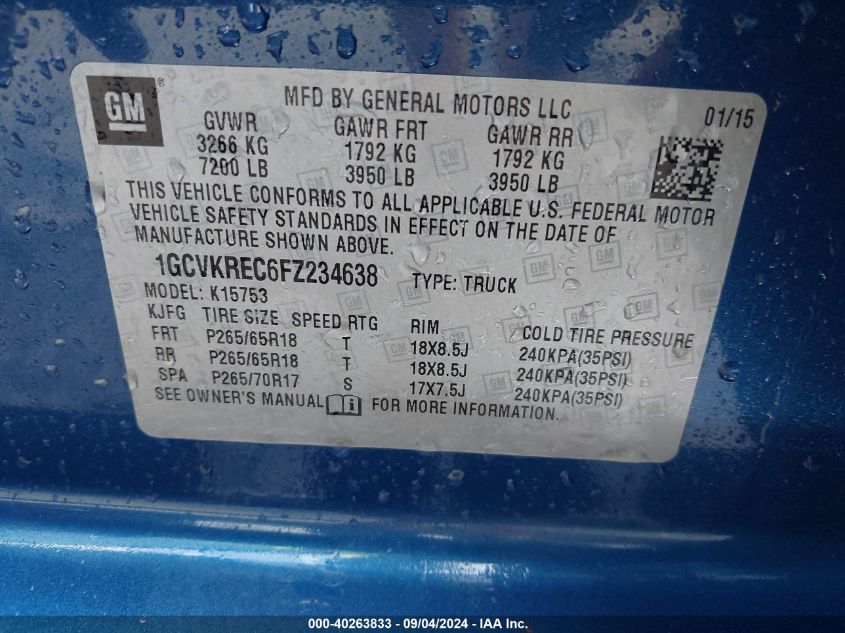 GM
®
MFD BY GENERAL MOTORS LLC 01/15
GVWR GAWR FRT GAWR RR
3266 KG 1792 KG 1792 KG
7200 LB 3950 LB 3950 LB
THIS VEHICLE CONFORMS TO ALL APPLICABLE U.S. FEDERAL MOTOR
VEHICLE SAFETY STANDARDS IN EFFECT ON THE DATE OF
MANUFACTURE SHOWN ABOVE.
1GCVKREC6FZ234638 TYPE: TRUCK
MODEL: K15753
KJFG TIRE SIZE SPEED RTG RIM COLD TIRE PRESSURE
FRT P265/65R18 T 18X8.5J 240KPA(35PSI)
RR P265/65R18 T 18X8.5J 240KPA(35PSI)
SPA P265/70R17 S 17X7.5J 240KPA(35PSI)
SEE OWNER'S MANUAL i FOR MORE INFORMATION.
000-40263833 - 09/04/2024 - IAA Inc.